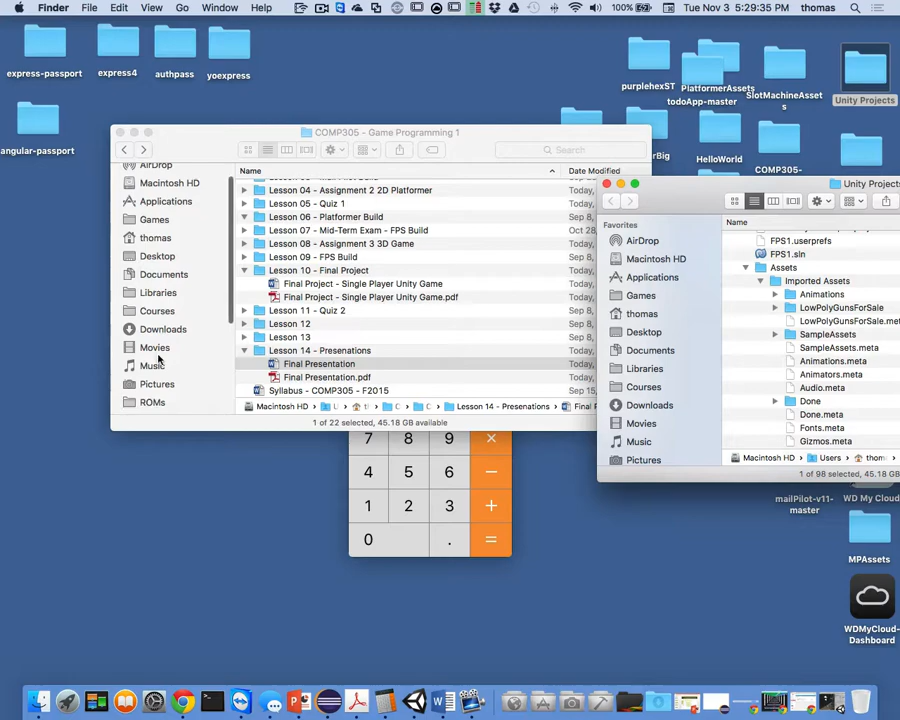 Finder File Edit View Go Window Help 100% Tue Nov 3 5:29:35 PM thomas
express-passport
express4
authpass
yoexpress
angular-passport
purplehexST
PlatformerAssets
todoApp-master
SlotMachineAsset
s
Unity Projects
HelloWorld
COMP305-
COMP305 - Game Programming 1
Search
Name
Date Modified
AirDrop
Macintosh HD
Applications
Games
thomas
Desktop
Documents
Libraries
Courses
Downloads
Movies
Music
Pictures
ROMs
Lesson 04 - Assignment 2 2D Platformer Today,
Lesson 05 - Quiz 1 Sep 8,
Lesson 06 - Platformer Build Today,
Lesson 07 - Mid-Term Exam - FPS Build Oct 28,
Lesson 08 - Assignment 3 3D Game Today,
Lesson 09 - FPS Build Sep 8,
Lesson 10 - Final Project Today,
Final Project - Single Player Unity Game Today,
Final Project - Single Player Unity Game.pdf Today,
Lesson 11 - Quiz 2 Sep 8,
Lesson 12 Sep 8,
Lesson 13 Sep 8,
Lesson 14 - Presenations Today,
Final Presentation Today,
Final Presentation.pdf Today,
Syllabus - COMP305 - F2015 Sep 8,
Macintosh HD
Lesson 14 - Presenations
1 of 22 selected, 45.18 GB available
Unity Projects
Favorites
AirDrop
Macintosh HD
Applications
Games
thomas
Desktop
Documents
Libraries
Courses
Downloads
Movies
Music
Pictures
Name
FPS1.userprefs
FPS1.sln
Assets
Imported Assets
Animations
LowPolyGunsForSale
LowPolyGunsForSale.met
SampleAssets
SampleAssets.meta
Animations.meta
Animators.meta
Audio.meta
Done
Done.meta
Fonts.meta
Gizmos.meta
Macintosh HD Users thom
1 of 98 selected, 45.18 GB
7 8 9 ×
4 5 6 −
1 2 3 +
0 . =
mailPilot-v11-
master
WD My Cloud
MPAssets
WDMyCloud-
Dashboard